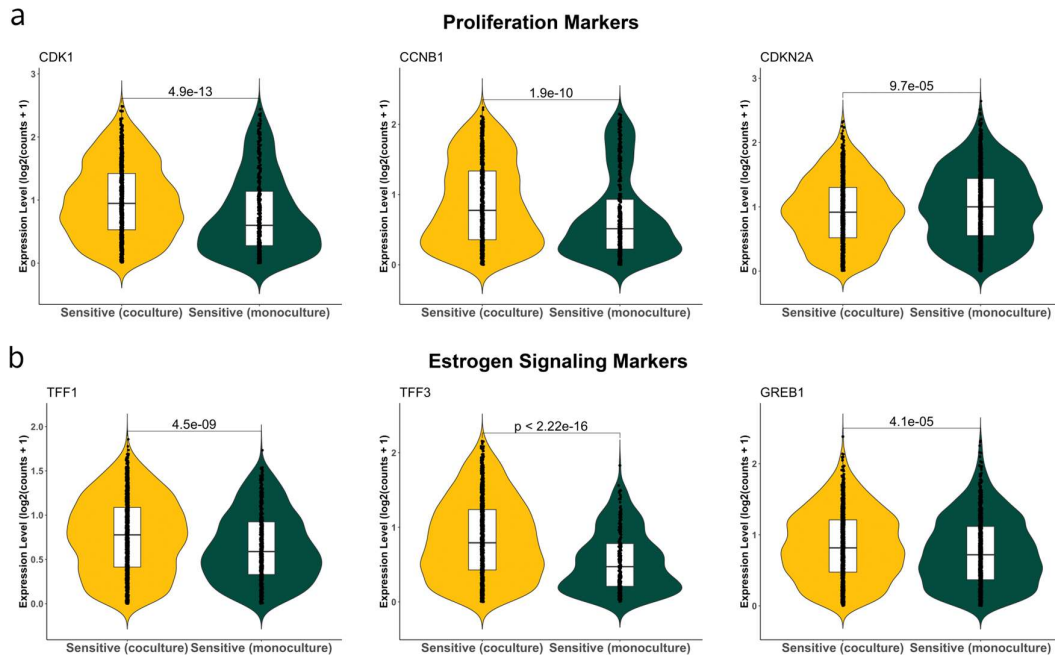 a
Proliferation Markers
CDK1
CCNB1
CDKN2A
Expression Level (log2(counts + 1)
3
2
1
0
4.9e-13
Sensitive (coculture) Sensitive (monoculture)
Expression Level (log2(counts + 1)
2
1
0
1.9e-10
Sensitive (coculture) Sensitive (monoculture)
Expression Level (log2(counts + 1)
3
2
1
0
9.7e-05
Sensitive (coculture) Sensitive (monoculture)
b
Estrogen Signaling Markers
TFF1
TFF3
GREB1
Expression Level (log2(counts + 1)
2.0
1.5
1.0
0.5
0.0
4.5e-09
Sensitive (coculture) Sensitive (monoculture)
Expression Level (log2(counts + 1)
2
1
0
p < 2.22e-16
Sensitive (coculture) Sensitive (monoculture)
Expression Level (log2(counts + 1)
2
1
0
4.1e-05
Sensitive (coculture) Sensitive (monoculture)